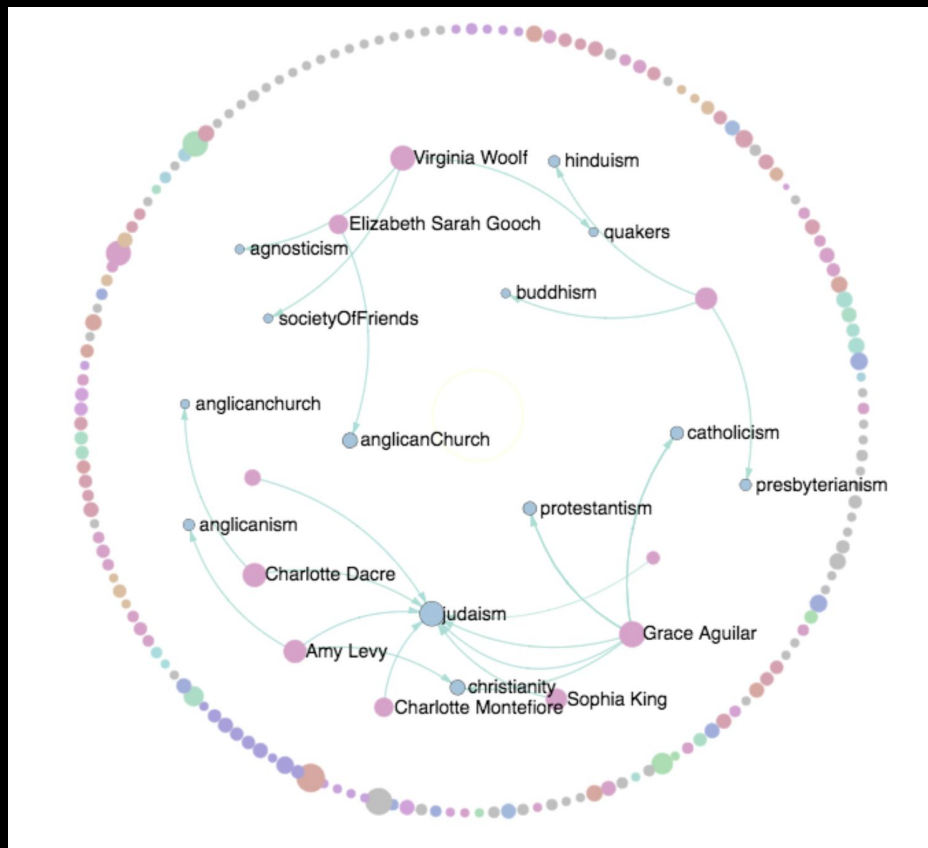 Virginia Woolf
hinduism
Elizabeth Sarah Gooch
quakers
agnosticism
buddhism
societyOfFriends
anglicanchurch
catholicism
anglicanChurch
presbyterianism
protestantism
anglicanism
Charlotte Dacre
judaism
Grace Aguilar
Amy Levy
christianity
Sophia King
Charlotte Montefiore